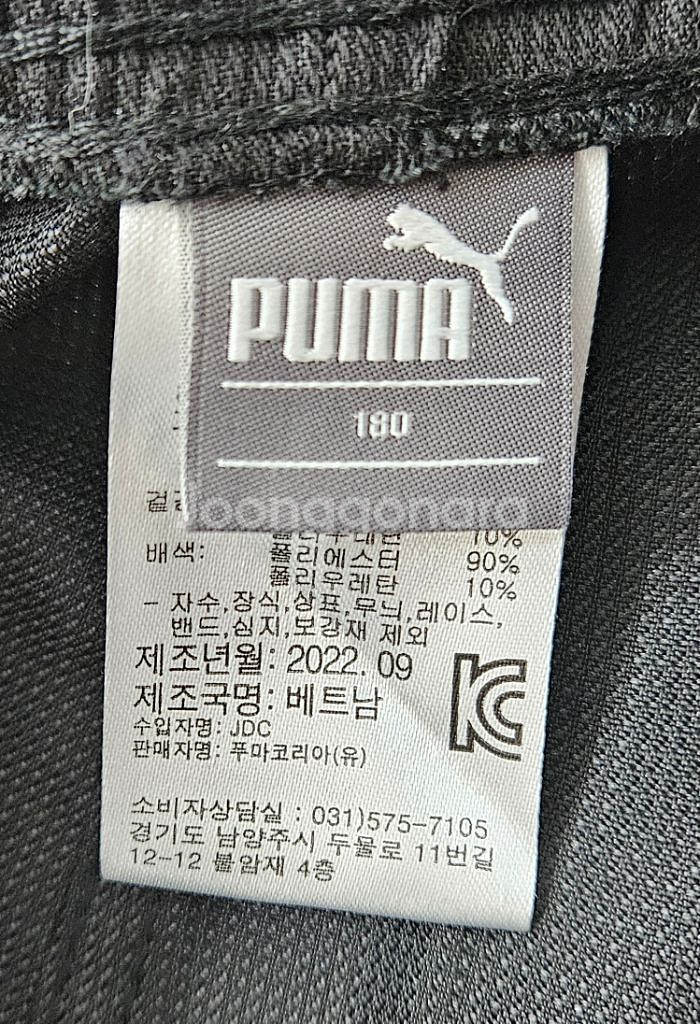 PUMA
180
joonagonara
10%
배색: 폴리에스터 90%
폴리우레탄 10%
- 자수,장식,상표,무늬,레이스,
밴드,심지,보강재 제외
제조년월: 2022. 09
제조국명: 베트남
수입자명: JDC
판매자명: 푸마코리아(유)
소비자상담실 : 031)575-7105
경기도 남양주시 두물로 11번길
12-12 불암재 4층